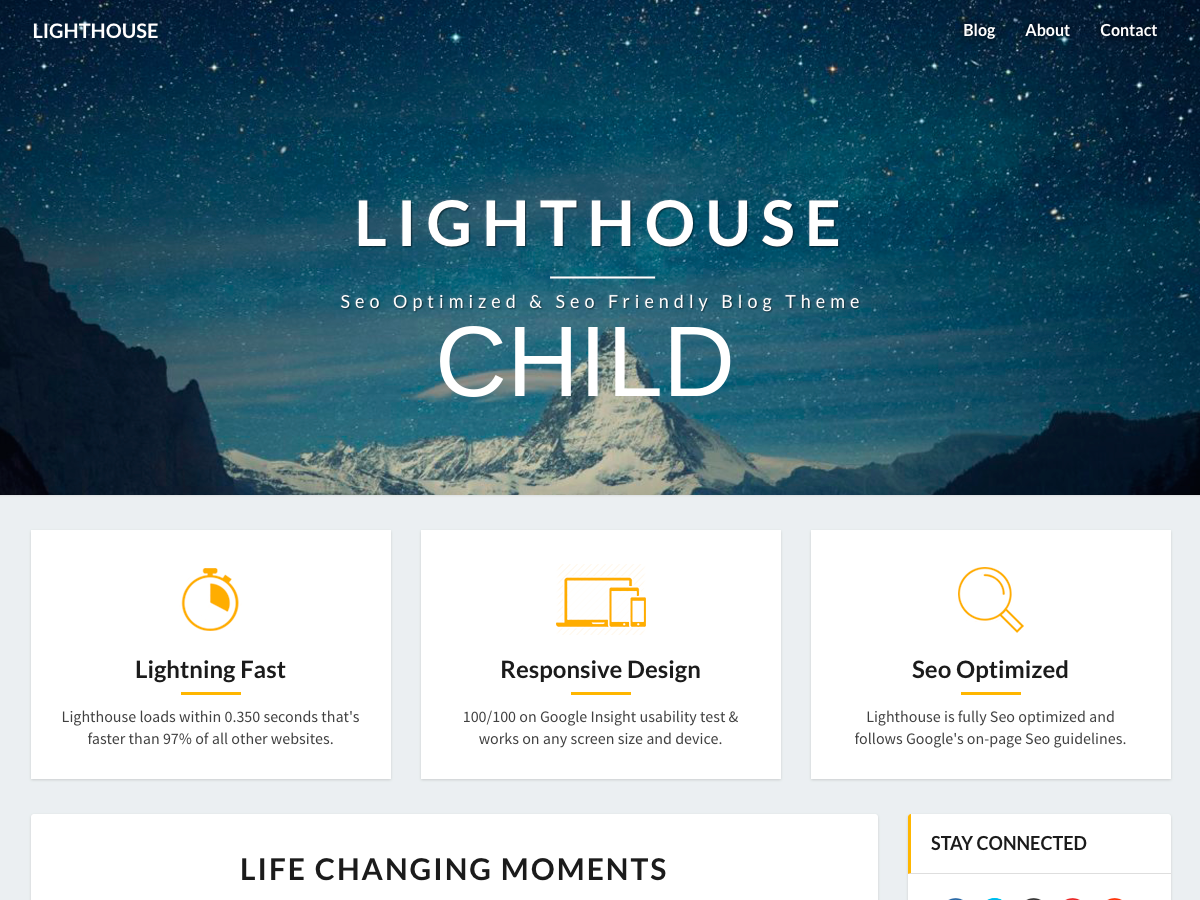 LIGHTHOUSE
Blog About Contact
LIGHTHOUSE
Seo Optimized & Seo Friendly Blog Theme
CHILD
Lightning Fast
Lighthouse loads within 0.350 seconds that's
faster than 97% of all other websites.
Responsive Design
100/100 on Google Insight usability test &
works on any screen size and device.
Seo Optimized
Lighthouse is fully Seo optimized and
follows Google's on-page Seo guidelines.
LIFE CHANGING MOMENTS
STAY CONNECTED